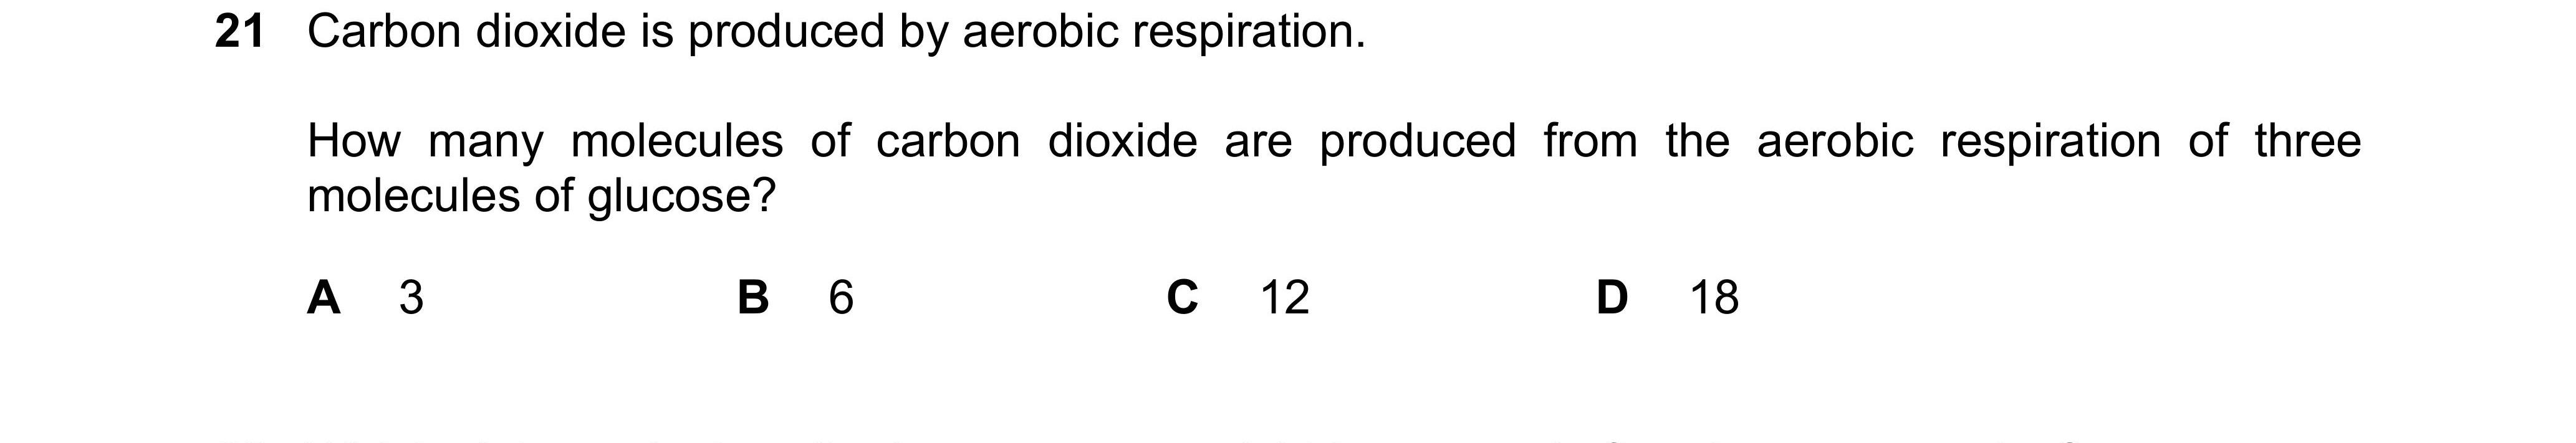 21 Carbon dioxide is produced by aerobic respiration.
How many molecules of carbon dioxide are produced from the aerobic respiration of three
molecules of glucose?
A 3 B 6 C 12 D 18